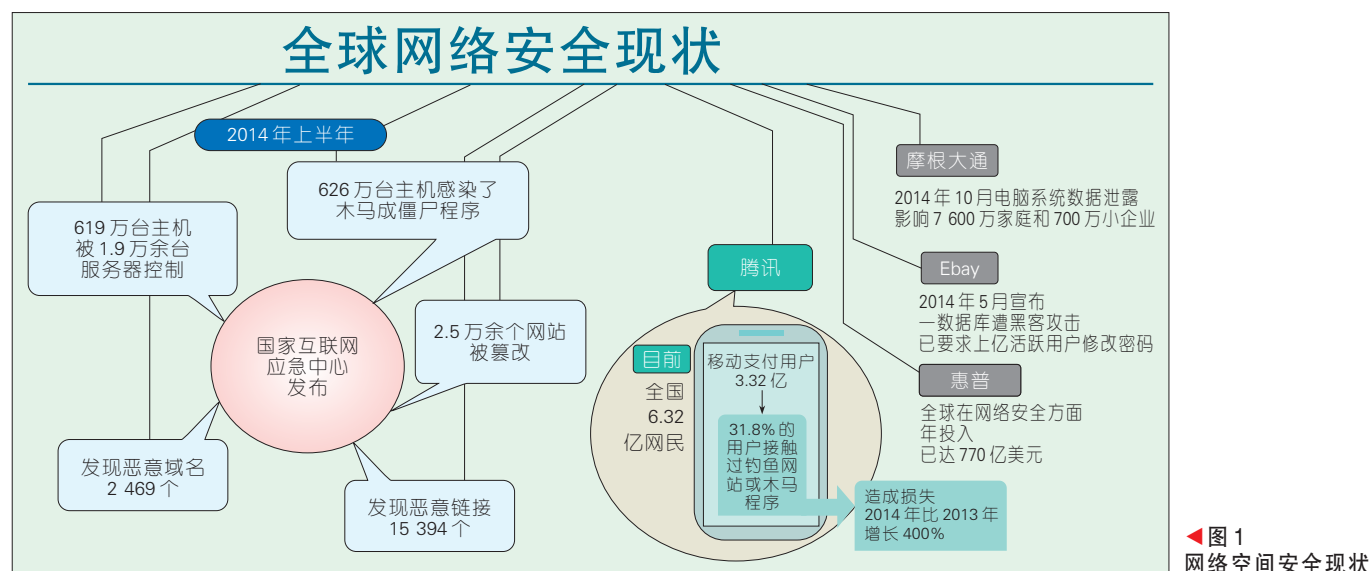 全球网络安全现状
2014年上半年
626万台主机感染了
木马成僵尸程序
619万台主机
被1.9万余台
服务器控制
国家互联网
应急中心
发布
2.5万余个网站
被篡改
发现恶意域名
2 469个
发现恶意链接
15 394个
腾讯
目前
全国
6.32
亿网民
移动支付用户
3.32亿
31.8%的
用户接触
过钓鱼网
站或木马
程序
造成损失
2014年比2013年
增长400%
摩根大通
2014年10月电脑系统数据泄露
影响7 600万家庭和700万小企业
Ebay
2014年5月宣布
一数据库遭黑客攻击
已要求上亿活跃用户修改密码
惠普
全球在网络安全方面
年投入
已达770亿美元
◀图1
网络空间安全现状